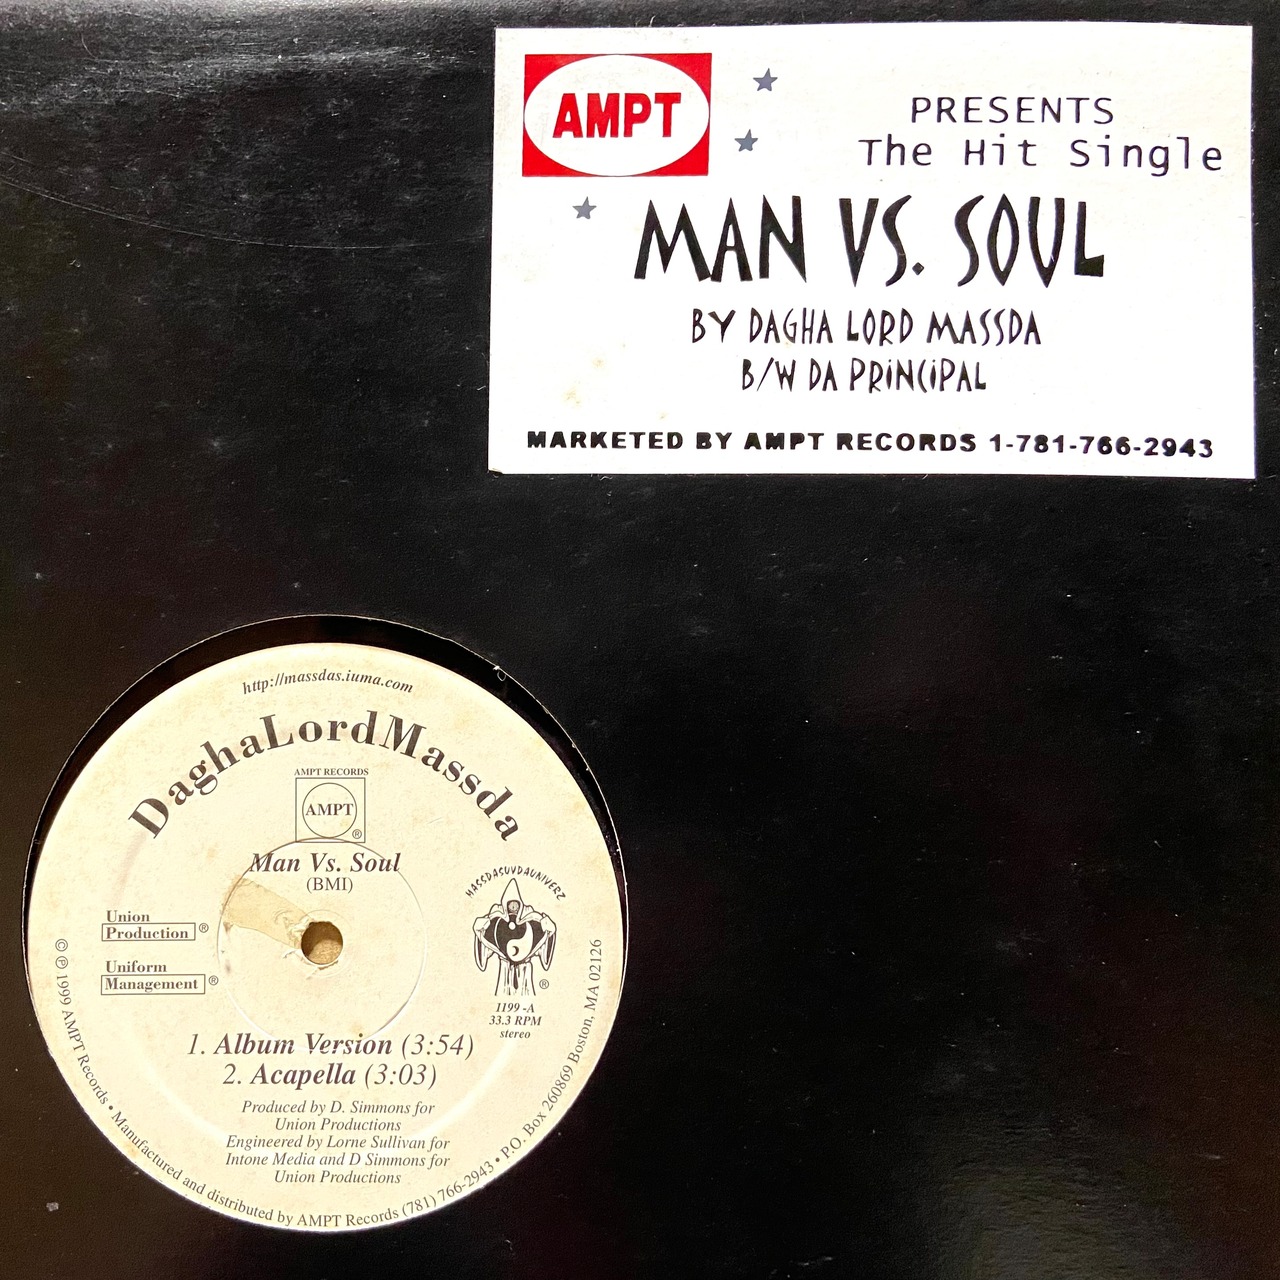 AMPT
PRESENTS
The Hit Single
MAN VS. SOUL
BY DAGHA LORD MASSDA
B/W DA PRINCIPAL
MARKETED BY AMPT RECORDS 1-781-766-2943
http://massdas.iuma.com
DaghaLordMassda
AMPT RECORDS
AMPT
®
Man Vs. Soul
(BMI)
MASSDASUVDAUNIVERZ
Union
Production ®
Uniform
Management ®
®
1199 -A
33.3 RPM
stereo
1. Album Version (3:54)
2. Acapella (3:03)
Produced by D. Simmons for
Union Productions
Engineered by Lorne Sullivan for
Intone Media and D Simmons for
Union Productions
© ℗ 1999 AMPT Records • Manufactured and distributed by AMPT Records (781) 766-2943 • P.O. Box 260869 Boston, MA 02126